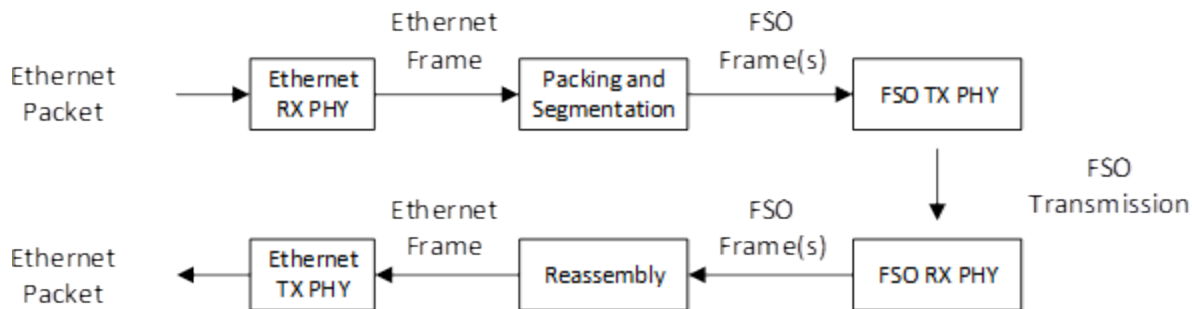 Ethernet
Packet
Ethernet
RX PHY
Ethernet
Frame
Packing and
Segmentation
FSO
Frame(s)
FSO TX PHY
FSO
Transmission
FSO RX PHY
FSO
Frame(s)
Reassembly
Ethernet
Frame
Ethernet
TX PHY
Ethernet
Packet